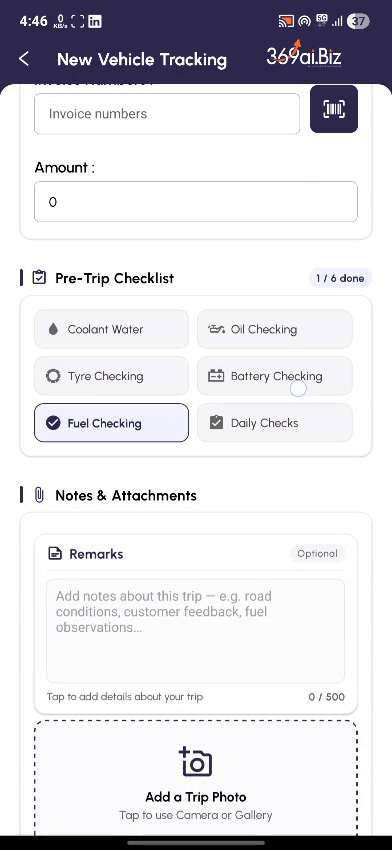 4:46
0
KB/s
5G
37
New Vehicle Tracking
369ai.Biz
Invoice numbers
Amount :
0
Pre-Trip Checklist
1 / 6 done
Coolant Water
Oil Checking
Tyre Checking
Battery Checking
Fuel Checking
Daily Checks
Notes & Attachments
Remarks
Optional
Add notes about this trip — e.g. road
conditions, customer feedback, fuel
observations...
Tap to add details about your trip
0 / 500
Add a Trip Photo
Tap to use Camera or Gallery